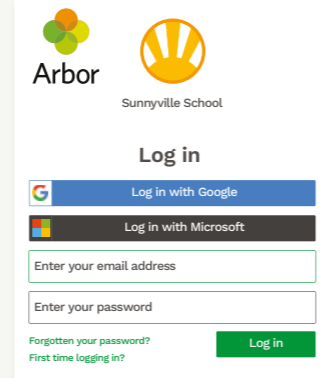 Arbor
Sunnyville School
Log in
Log in with Google
Log in with Microsoft
Enter your email address
Enter your password
Forgotten your password?
Log in
First time logging in?